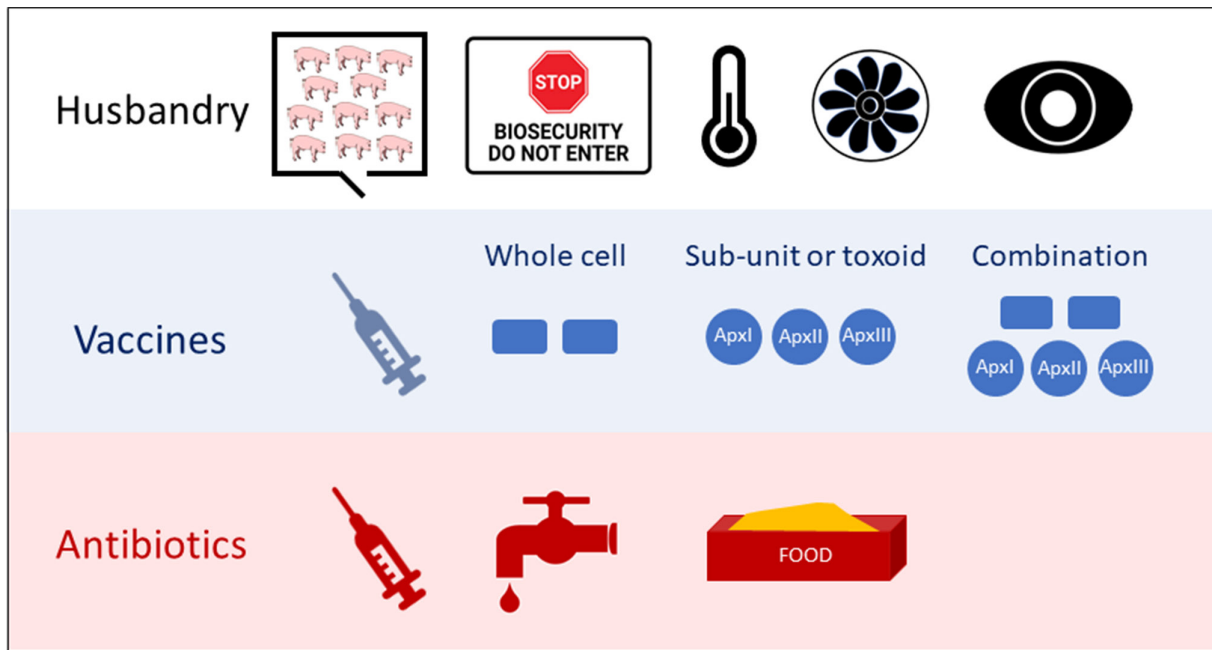 Husbandry
STOP
BIOSECURITY
DO NOT ENTER
Vaccines
Whole cell
Sub-unit or toxoid
ApxI ApxII ApxIII
Combination
ApxI ApxII ApxIII
Antibiotics
FOOD